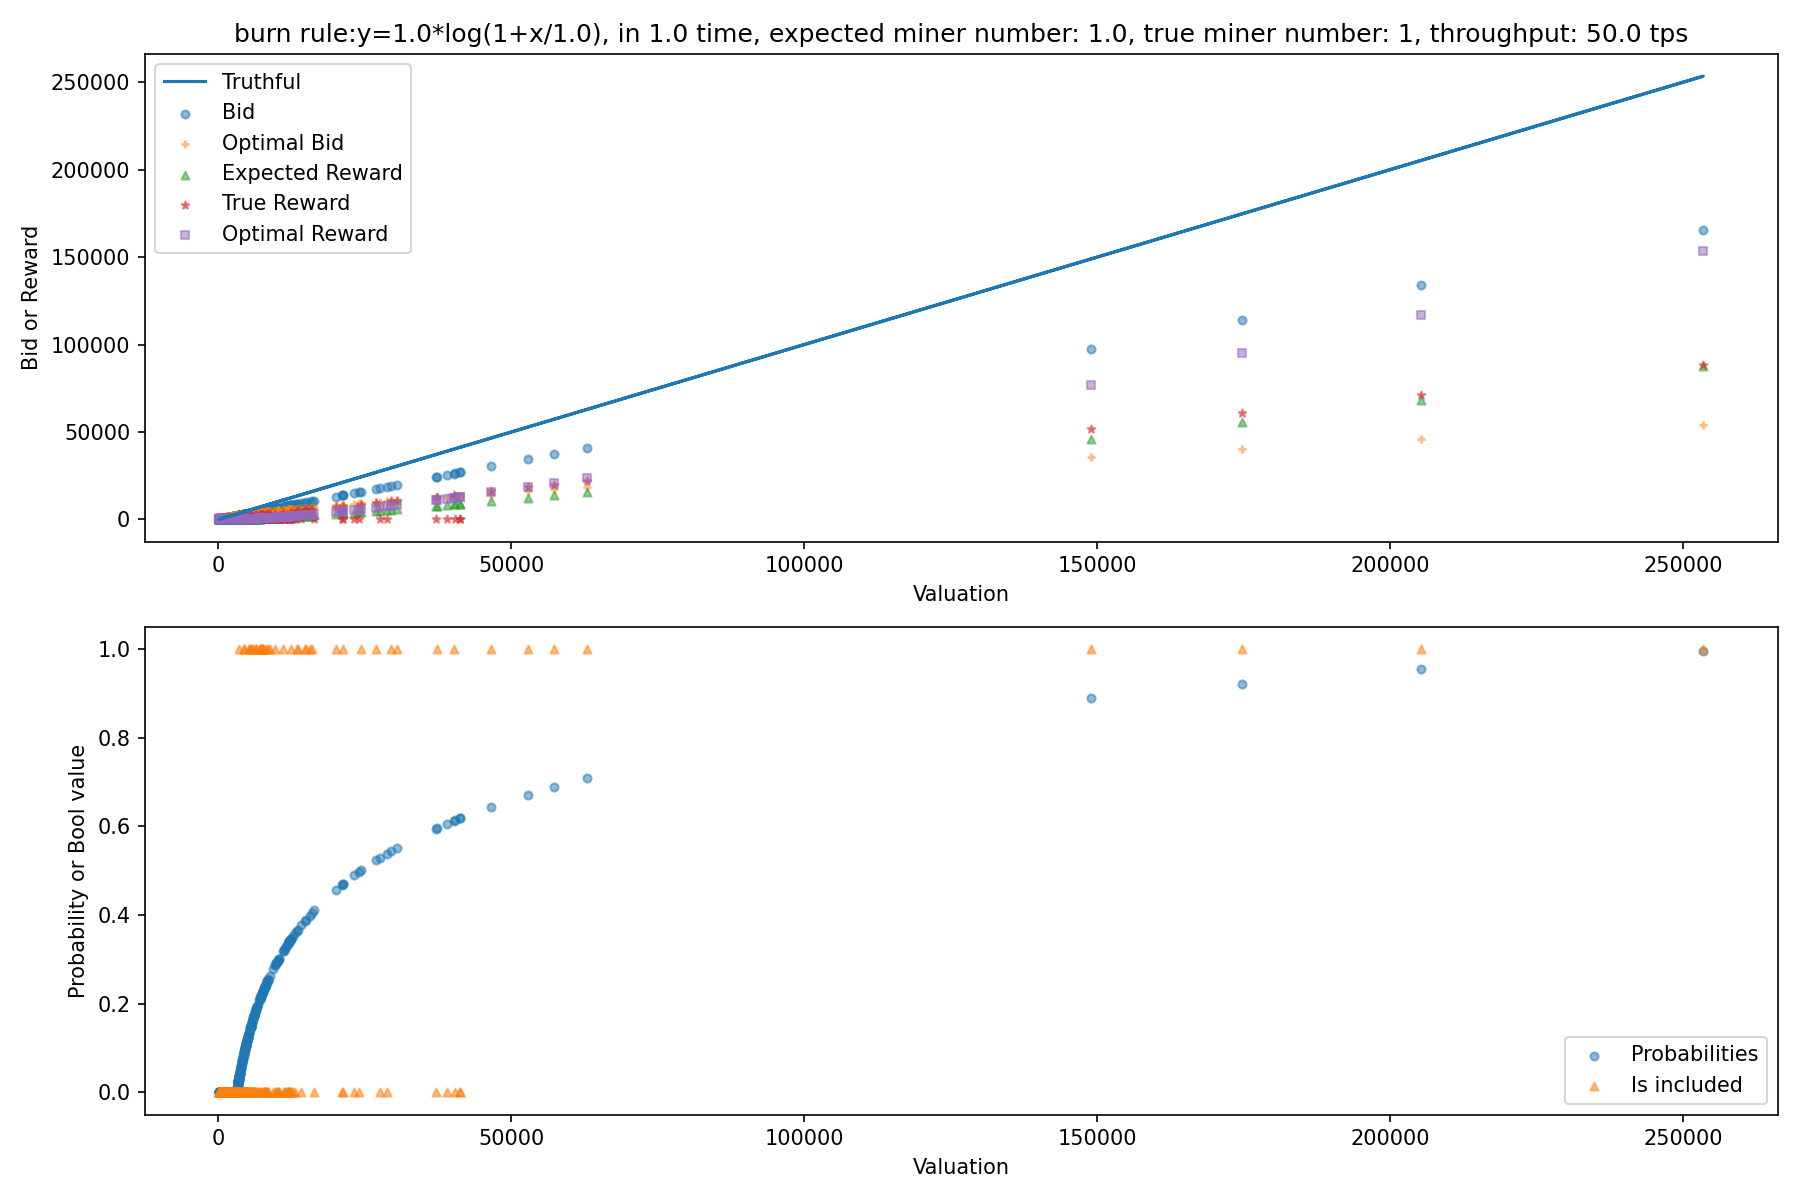 burn rule:y=1.0*log(1+x/1.0), in 1.0 time, expected miner number: 1.0, true miner number: 1, throughput: 50.0 tps
250000
200000
150000
100000
50000
0
Bid or Reward
Truthful
Bid
Optimal Bid
Expected Reward
True Reward
Optimal Reward
0 50000 100000 150000 200000 250000
Valuation
1.0
0.8
0.6
0.4
0.2
0.0
Probability or Bool value
Probabilities
Is included
0 50000 100000 150000 200000 250000
Valuation